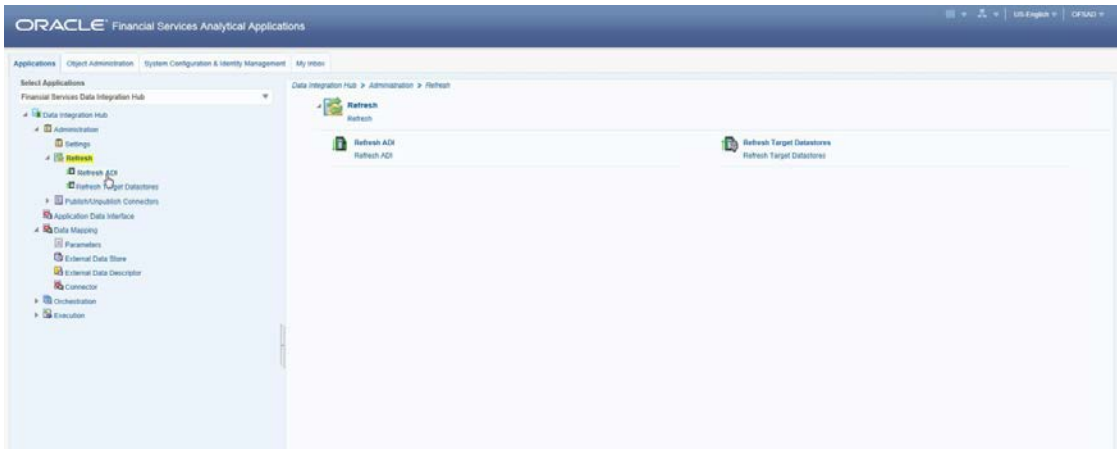 ORACLE® Financial Services Analytical Applications
US-English OFSAD
Applications Object Administration System Configuration & Identity Management My Inbox
Select Applications
Financial Services Data Integration Hub
Data Integration Hub > Administration > Refresh
Data Integration Hub
Administration
Settings
Refresh
Refresh ADI
Refresh Target Datastores
Publish/Unpublish Connectors
Application Data Interface
Data Mapping
Parameters
External Data Store
External Data Descriptor
Connector
Orchestration
Execution
Refresh
Refresh
Refresh ADI
Refresh ADI
Refresh Target Datastores
Refresh Target Datastores